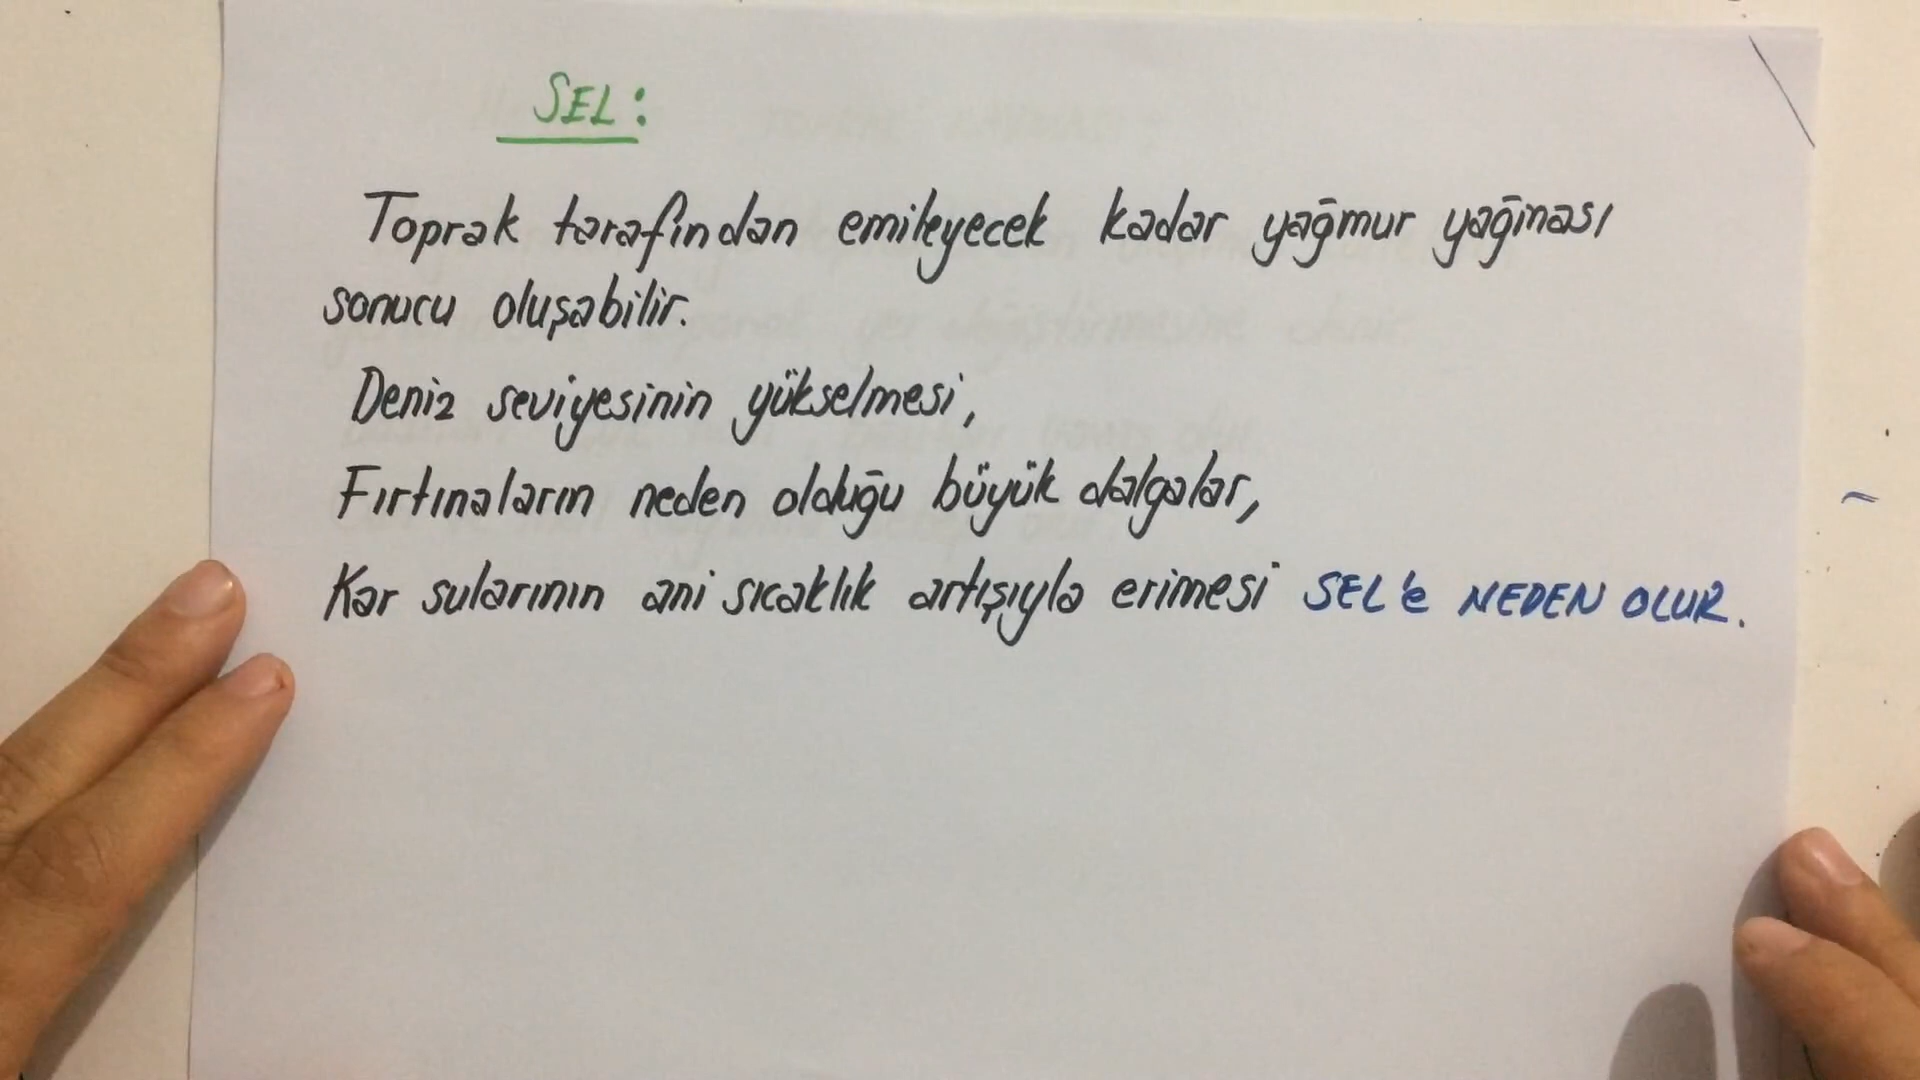 SEL:
Toprak tarafından emileyecek kadar yağmur yağması
sonucu oluşabilir.
Deniz seviyesinin yükselmesi,
Fırtınaların neden olduğu büyük dalgalar,
Kar sularının ani sıcaklık artışıyla erimesi SEL'e NEDEN OLUR.